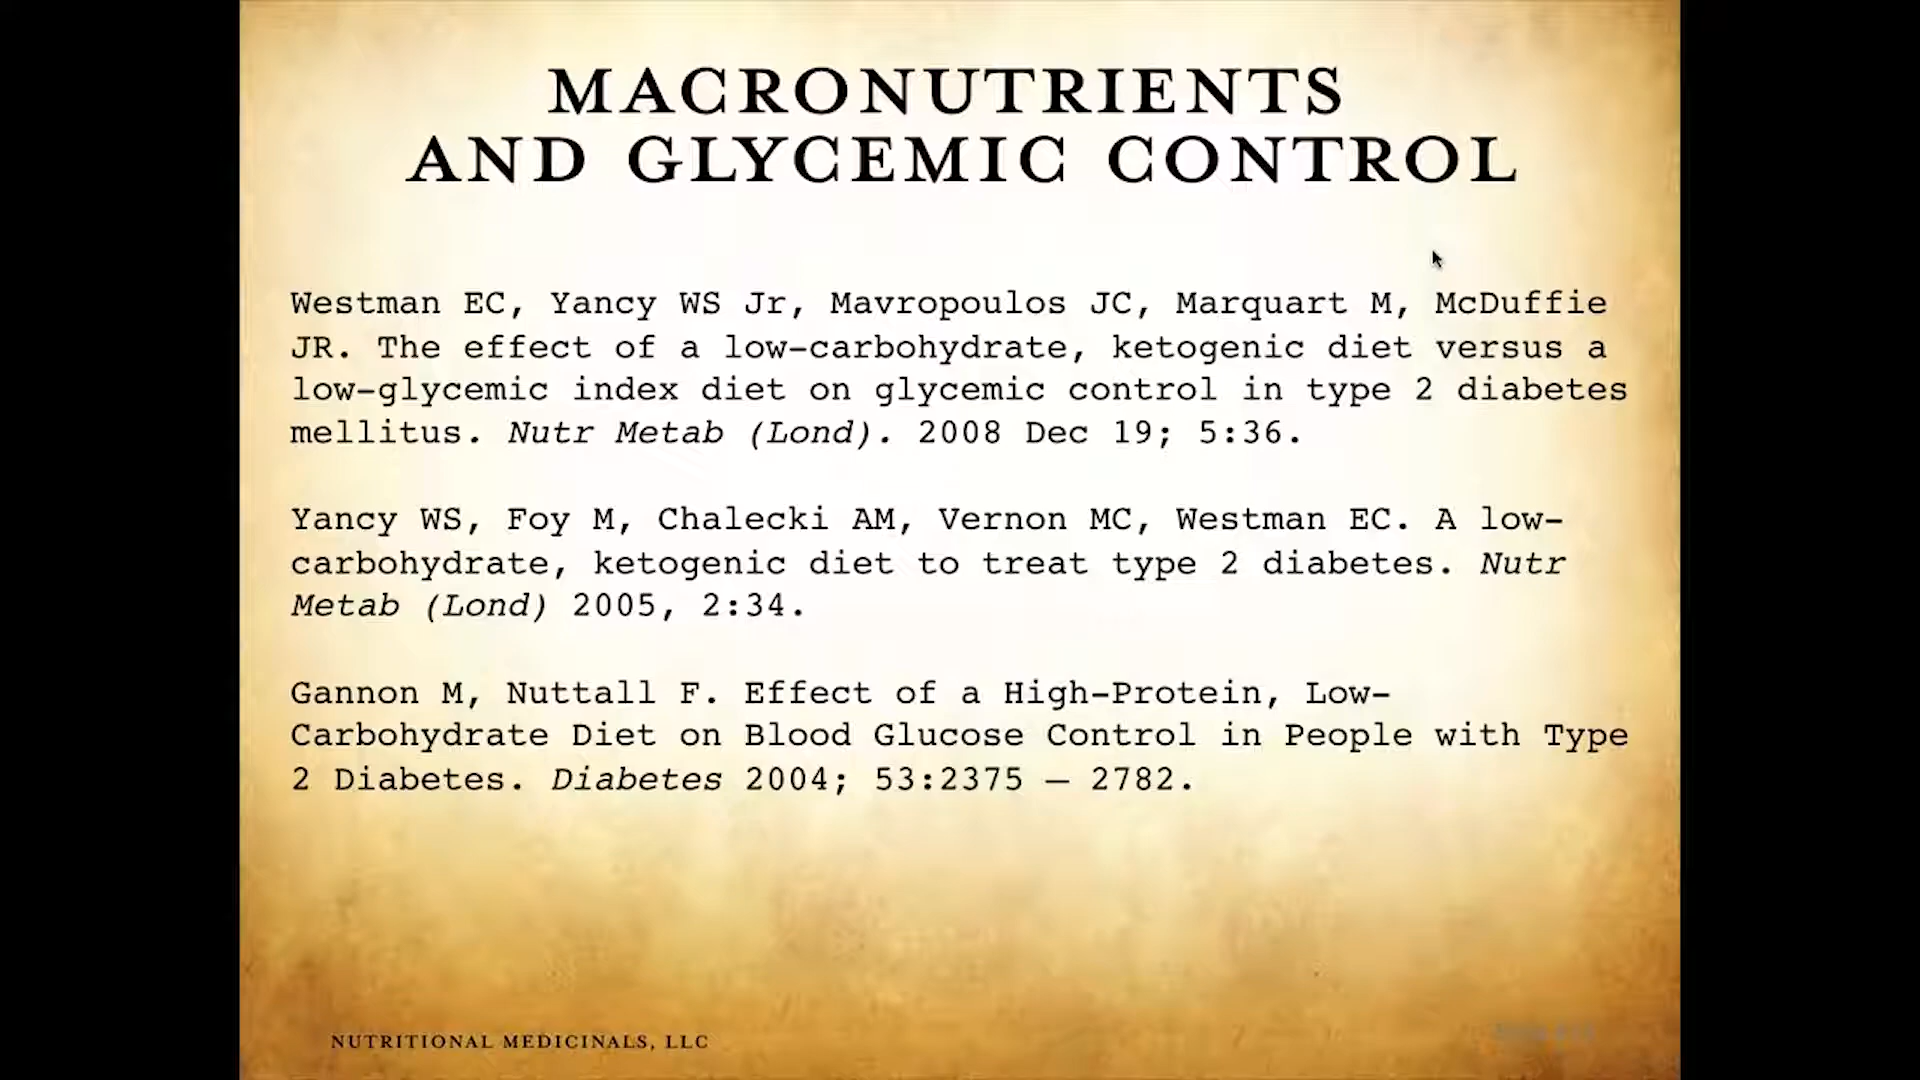 MACRONUTRIENTS
AND GLYCEMIC CONTROL
Westman EC, Yancy WS Jr, Mavropoulos JC, Marquart M, McDuffie
JR. The effect of a low-carbohydrate, ketogenic diet versus a
low-glycemic index diet on glycemic control in type 2 diabetes
mellitus. Nutr Metab (Lond). 2008 Dec 19; 5:36.
Yancy WS, Foy M, Chalecki AM, Vernon MC, Westman EC. A low-
carbohydrate, ketogenic diet to treat type 2 diabetes. Nutr
Metab (Lond) 2005, 2:34.
Gannon M, Nuttall F. Effect of a High-Protein, Low-
Carbohydrate Diet on Blood Glucose Control in People with Type
2 Diabetes. Diabetes 2004; 53:2375 – 2782.
NUTRITIONAL MEDICINALS, LLC